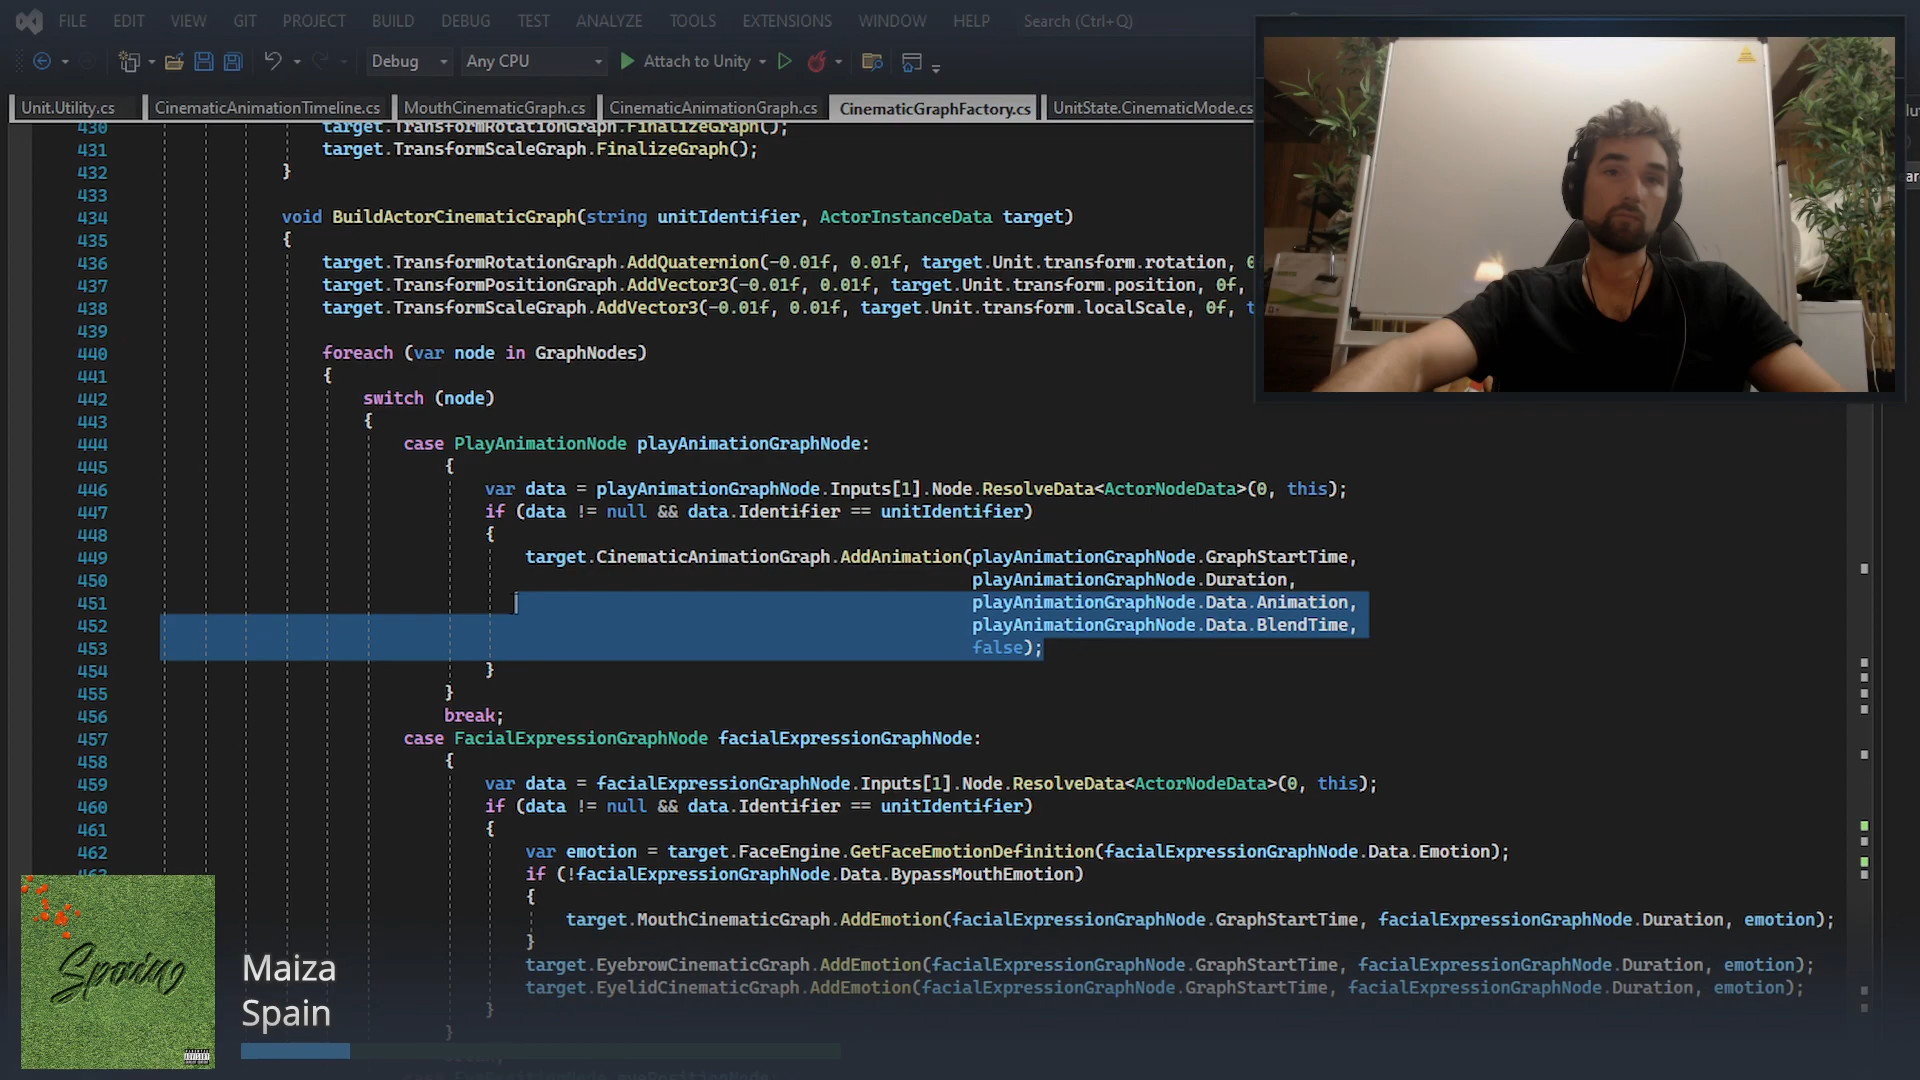 FILE EDIT VIEW GIT PROJECT BUILD DEBUG TEST ANALYZE TOOLS EXTENSIONS WINDOW HELP Search (Ctrl+Q)
Debug Any CPU Attach to Unity
Unit.Utility.cs CinematicAnimationTimeline.cs MouthCinematicGraph.cs CinematicAnimationGraph.cs CinematicGraphFactory.cs UnitState.CinematicMode.cs
430 target.TransformRotationGraph.FinalizeGraph();
431 target.TransformScaleGraph.FinalizeGraph();
432 }
433
434 void BuildActorCinematicGraph(string unitIdentifier, ActorInstanceData target)
435 {
436 target.TransformRotationGraph.AddQuaternion(-0.01f, 0.01f, target.Unit.transform.rotation, 0
437 target.TransformPositionGraph.AddVector3(-0.01f, 0.01f, target.Unit.transform.position, 0f,
438 target.TransformScaleGraph.AddVector3(-0.01f, 0.01f, target.Unit.transform.localScale, 0f, t
439
440 foreach (var node in GraphNodes)
441 {
442 switch (node)
443 {
444 case PlayAnimationNode playAnimationGraphNode:
445 {
446 var data = playAnimationGraphNode.Inputs[1].Node.ResolveData<ActorNodeData>(0, this);
447 if (data != null && data.Identifier == unitIdentifier)
448 {
449 target.CinematicAnimationGraph.AddAnimation(playAnimationGraphNode.GraphStartTime,
450 playAnimationGraphNode.Duration,
451 playAnimationGraphNode.Data.Animation,
452 playAnimationGraphNode.Data.BlendTime,
453 false);
454 }
455 }
456 break;
457 case FacialExpressionGraphNode facialExpressionGraphNode:
458 {
459 var data = facialExpressionGraphNode.Inputs[1].Node.ResolveData<ActorNodeData>(0, this);
460 if (data != null && data.Identifier == unitIdentifier)
461 {
462 var emotion = target.FaceEngine.GetFaceEmotionDefinition(facialExpressionGraphNode.Data.Emotion);
if (!facialExpressionGraphNode.Data.BypassMouthEmotion)
{
target.MouthCinematicGraph.AddEmotion(facialExpressionGraphNode.GraphStartTime, facialExpressionGraphNode.Duration, emotion);
}
target.EyebrowCinematicGraph.AddEmotion(facialExpressionGraphNode.GraphStartTime, facialExpressionGraphNode.Duration, emotion);
target.EyelidCinematicGraph.AddEmotion(facialExpressionGraphNode.GraphStartTime, facialExpressionGraphNode.Duration, emotion);
}
}
Spain
Maiza
Spain